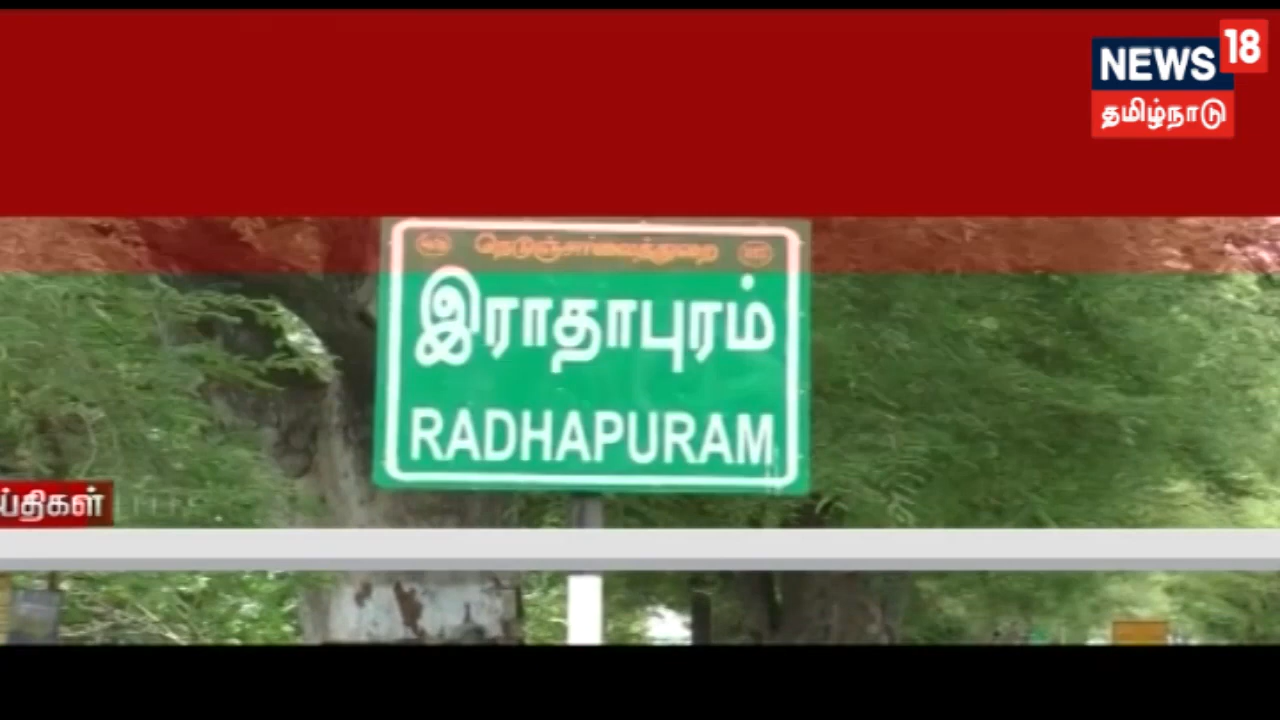 NEWS 18
தமிழ்நாடு
நெடுஞ்சாலைத்துறை
இராதாபுரம்
RADHAPURAM
ய்திகள்